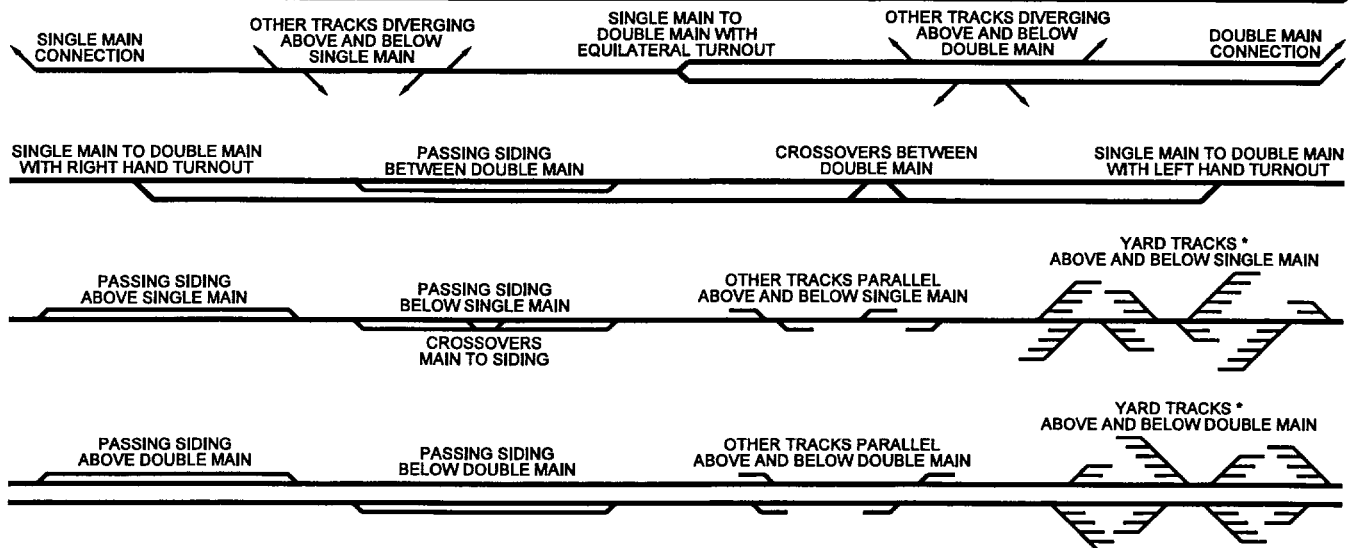 SINGLE MAIN
CONNECTION
OTHER TRACKS DIVERGING
ABOVE AND BELOW
SINGLE MAIN
SINGLE MAIN TO
DOUBLE MAIN WITH
EQUILATERAL TURNOUT
OTHER TRACKS DIVERGING
ABOVE AND BELOW
DOUBLE MAIN
DOUBLE MAIN
CONNECTION
SINGLE MAIN TO DOUBLE MAIN
WITH RIGHT HAND TURNOUT
PASSING SIDING
BETWEEN DOUBLE MAIN
CROSSOVERS BETWEEN
DOUBLE MAIN
SINGLE MAIN TO DOUBLE MAIN
WITH LEFT HAND TURNOUT
PASSING SIDING
ABOVE SINGLE MAIN
PASSING SIDING
BELOW SINGLE MAIN
CROSSOVERS
MAIN TO SIDING
OTHER TRACKS PARALLEL
ABOVE AND BELOW SINGLE MAIN
YARD TRACKS *
ABOVE AND BELOW SINGLE MAIN
PASSING SIDING
ABOVE DOUBLE MAIN
PASSING SIDING
BELOW DOUBLE MAIN
OTHER TRACKS PARALLEL
ABOVE AND BELOW DOUBLE MAIN
YARD TRACKS *
ABOVE AND BELOW DOUBLE MAIN